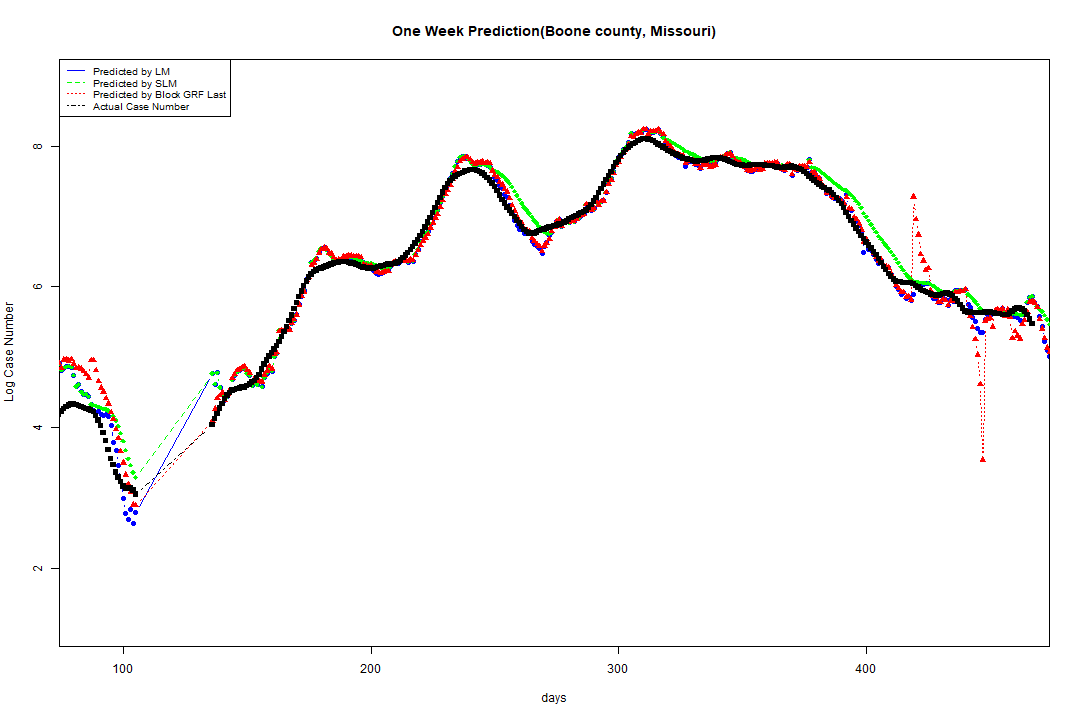 One Week Prediction(Boone county, Missouri)
Predicted by LM
Predicted by SLM
Predicted by Block GRF Last
Actual Case Number
8
6
4
2
Log Case Number
100
200
300
400
days